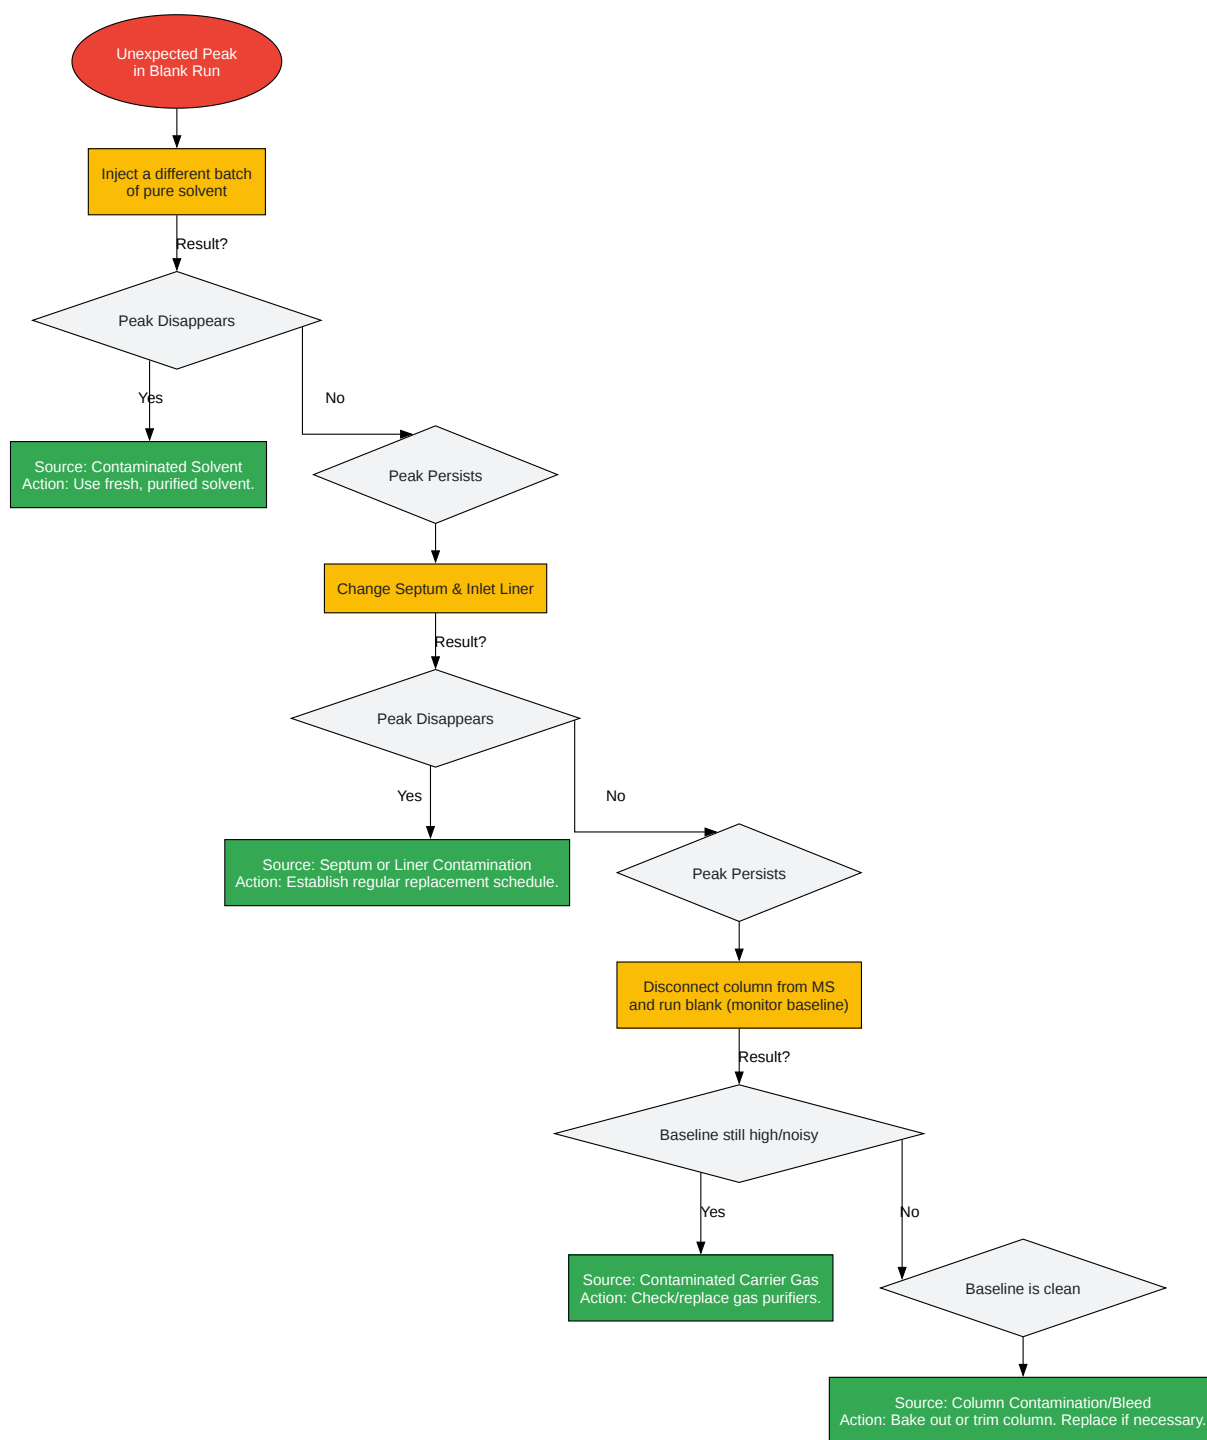 Unexpected Peak
in Blank Run
Inject a different batch
of pure solvent
Result?
Peak Disappears
Yes
No
Source: Contaminated Solvent
Action: Use fresh, purified solvent.
Peak Persists
Change Septum & Inlet Liner
Result?
Peak Disappears
Yes
No
Source: Septum or Liner Contamination
Action: Establish regular replacement schedule.
Peak Persists
Disconnect column from MS
and run blank (monitor baseline)
Result?
Baseline still high/noisy
Yes
No
Source: Contaminated Carrier Gas
Action: Check/replace gas purifiers.
Baseline is clean
Source: Column Contamination/Bleed
Action: Bake out or trim column. Replace if necessary.